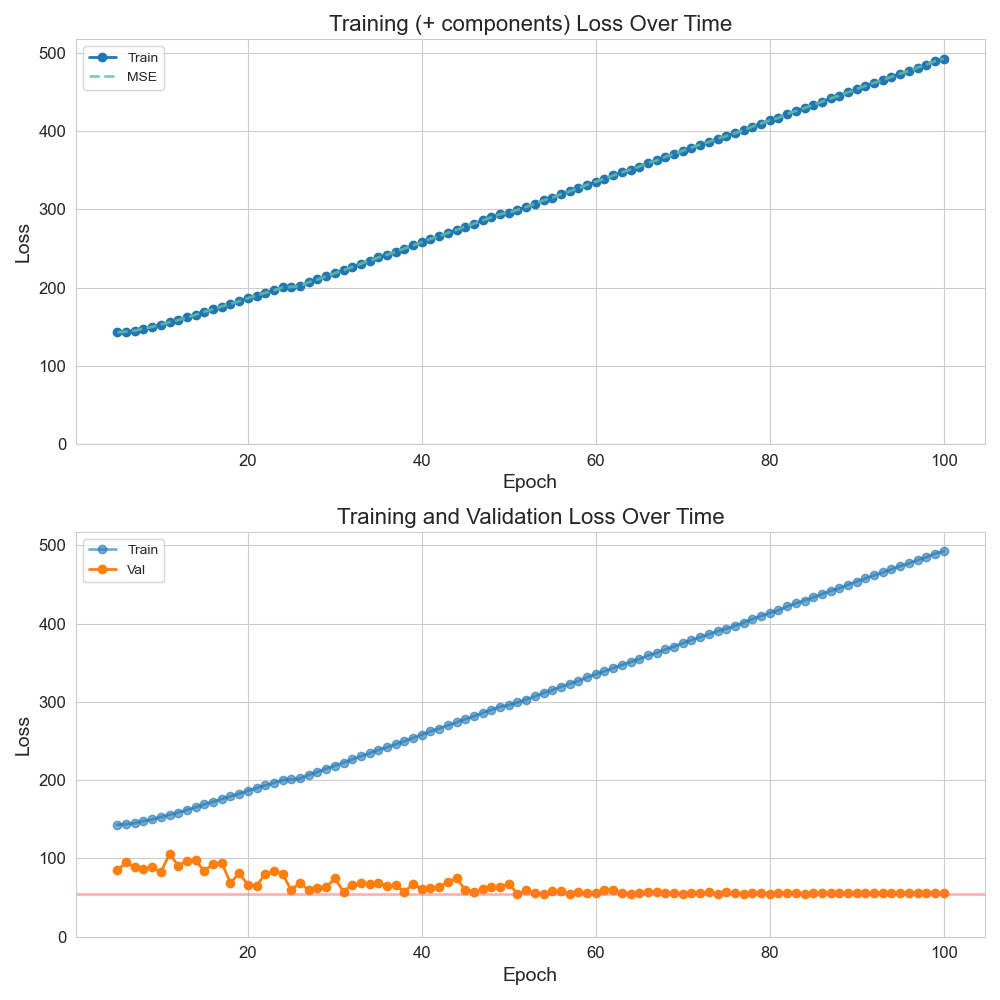 Training (+ components) Loss Over Time
Train
MSE
500
400
300
200
100
0
Loss
20 40 60 80 100
Epoch
Training and Validation Loss Over Time
Train
Val
500
400
300
200
100
0
Loss
20 40 60 80 100
Epoch